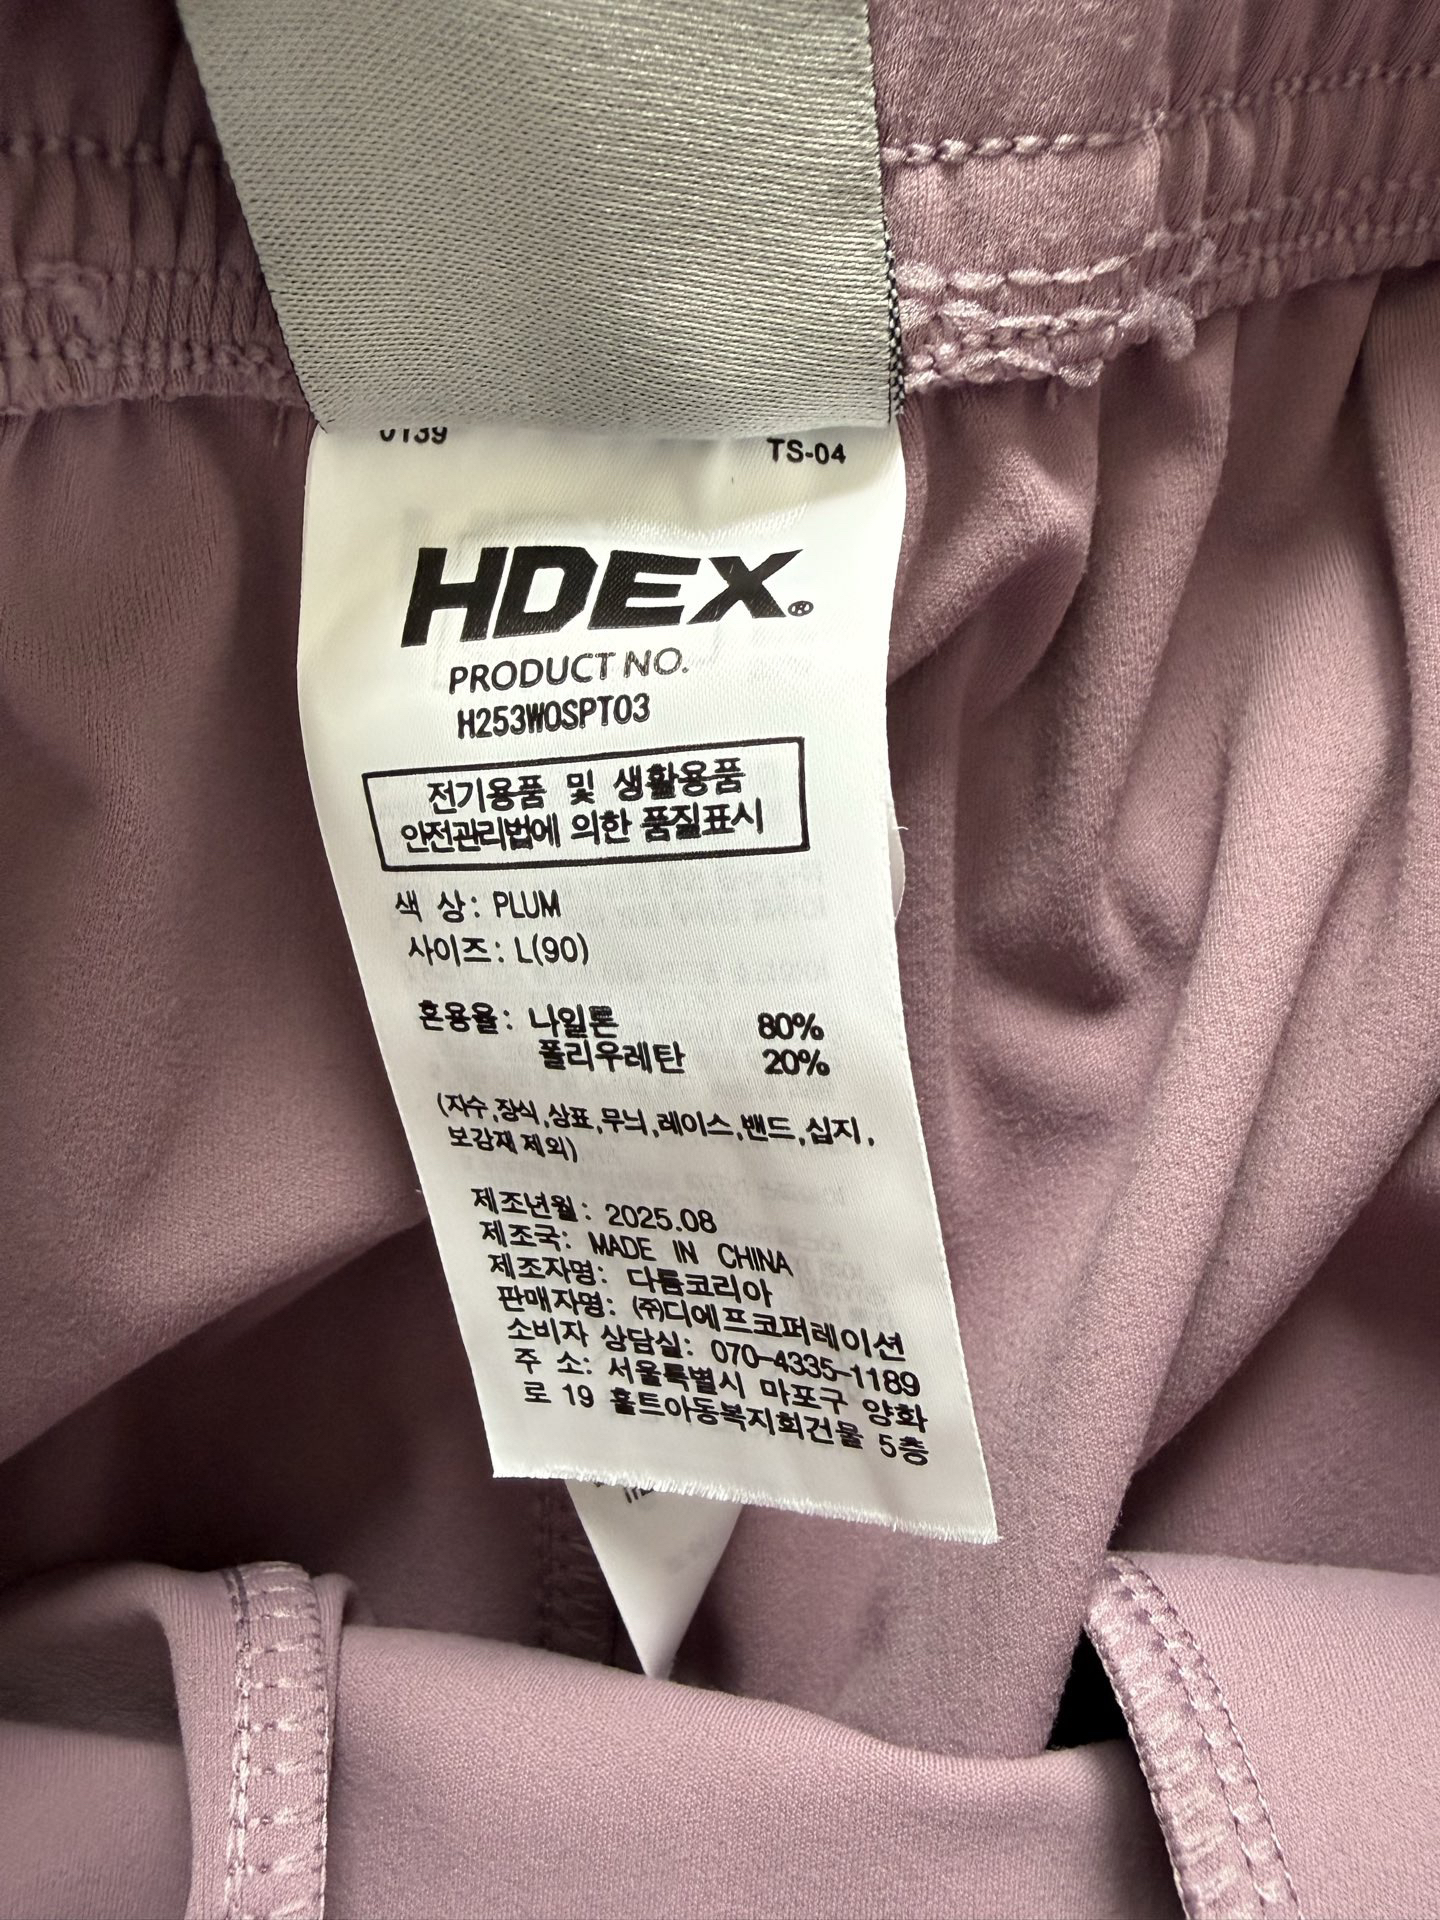 0139 TS-04
HDEX®
PRODUCT NO.
H253WOSPT03
전기용품 및 생활용품
안전관리법에 의한 품질표시
색 상: PLUM
사이즈: L(90)
혼용율: 나일론 80%
폴리우레탄 20%
(자수,장식,상표,무늬,레이스,밴드,심지,
보강재 제외)
제조년월: 2025.08
제조국: MADE IN CHINA
제조자명: 다툼코리아
판매자명: ㈜디에프코퍼레이션
소비자 상담실: 070-4335-1189
주 소: 서울특별시 마포구 양화
로 19 홀트아동복지회건물 5층